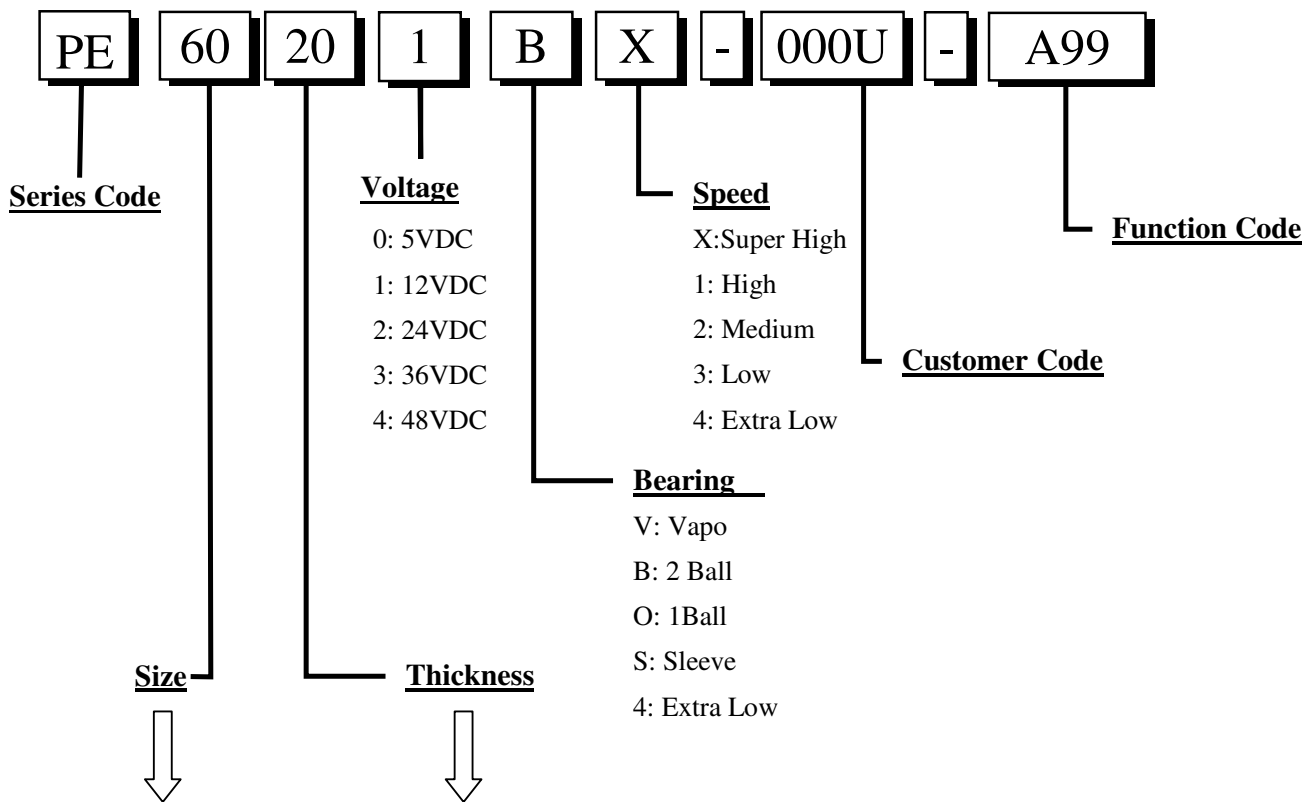 PE 60 20 1 B X - 000U - A99
Series Code
Voltage
0: 5VDC
1: 12VDC
2: 24VDC
3: 36VDC
4: 48VDC
Speed
X:Super High
1: High
2: Medium
3: Low
4: Extra Low
Function Code
Customer Code
Bearing
V: Vapo
B: 2 Ball
O: 1Ball
S: Sleeve
4: Extra Low
Size
Thickness